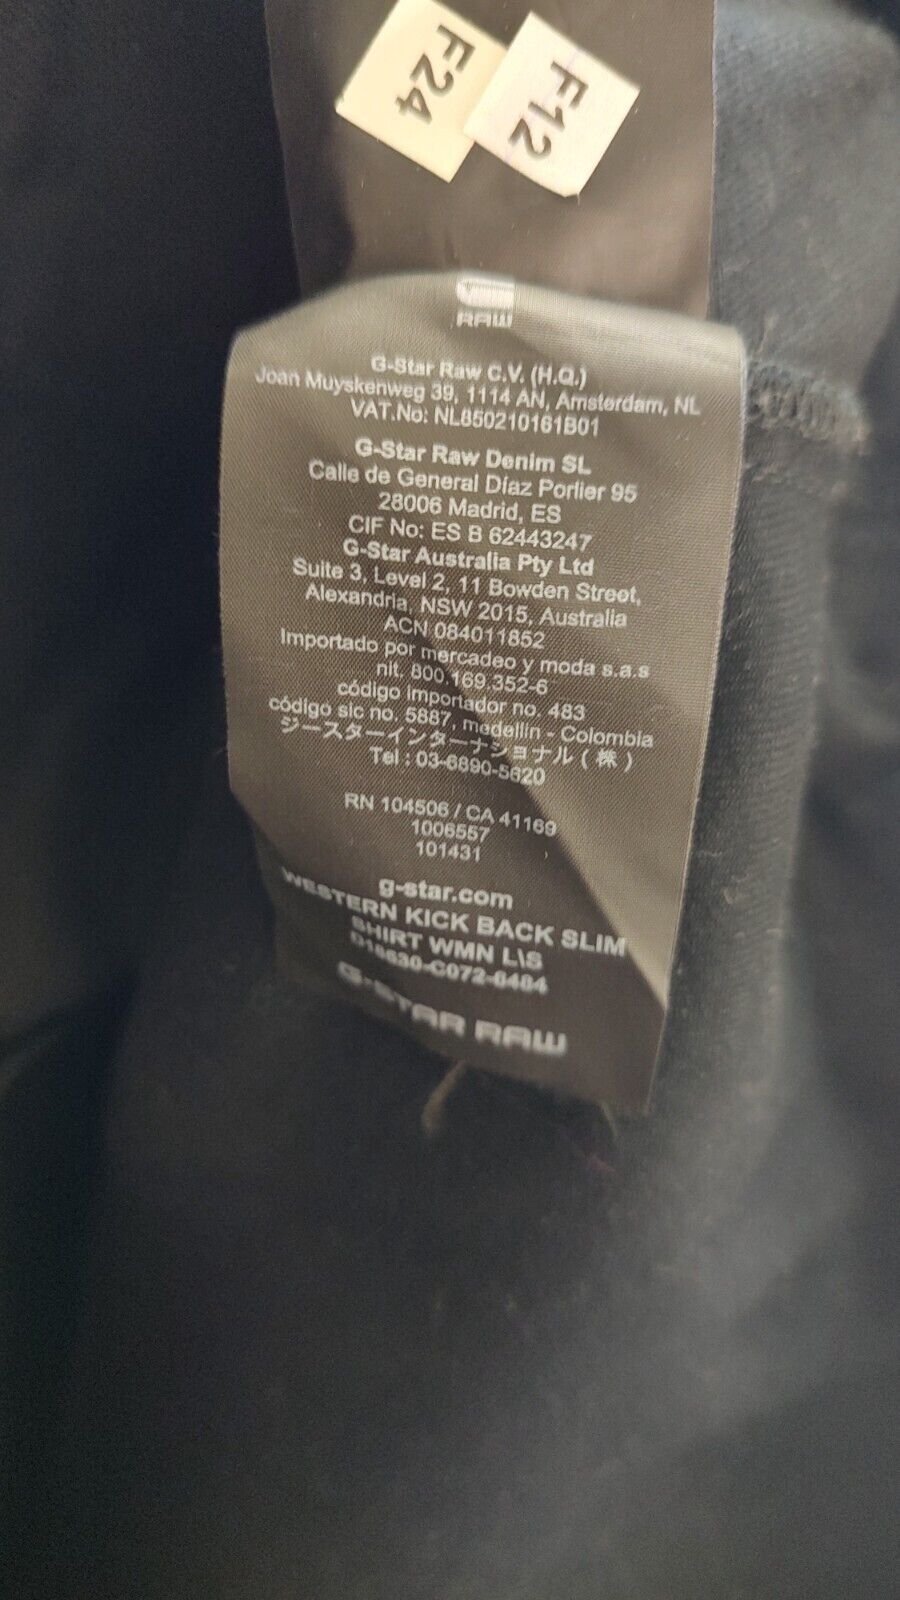 F24
F12
RAW
G-Star Raw C.V. (H.Q.)
Joan Muyskenweg 39, 1114 AN, Amsterdam, NL
VAT.No: NL850210161B01
G-Star Raw Denim SL
Calle de General Díaz Porlier 95
28006 Madrid, ES
CIF No: ES B 62443247
G-Star Australia Pty Ltd
Suite 3, Level 2, 11 Bowden Street,
Alexandria, NSW 2015, Australia
ACN 084011852
Importado por mercadeo y moda s.a.s
nit. 800.169.352-6
código importador no. 483
código sic no. 5887, medellin - Colombia
ジースターインターナショナル (株)
Tel : 03-6890-5620
RN 104506 / CA 41169
1006557
101431
g-star.com
WESTERN KICK BACK SLIM
SHIRT WMN L\S
G-STAR RAW